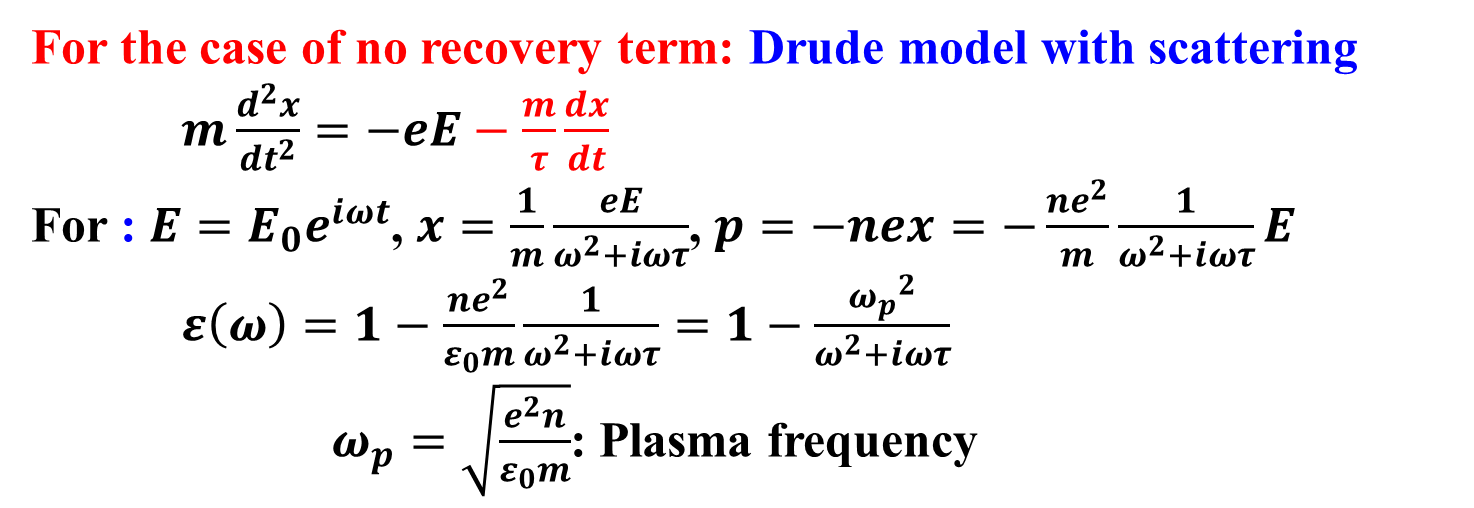 For the case of no recovery term: Drude model with scattering
m d²x/dt² = −eE − m/τ dx/dt
For : E = E₀e^{iωt}, x = 1/m eE/(ω²+iωτ), p = −nex = − ne²/m 1/(ω²+iωτ) E
ε(ω) = 1 − ne²/(ε₀m) 1/(ω²+iωτ) = 1 − ωₚ²/(ω²+iωτ)
ωₚ = √(e²n/(ε₀m)): Plasma frequency